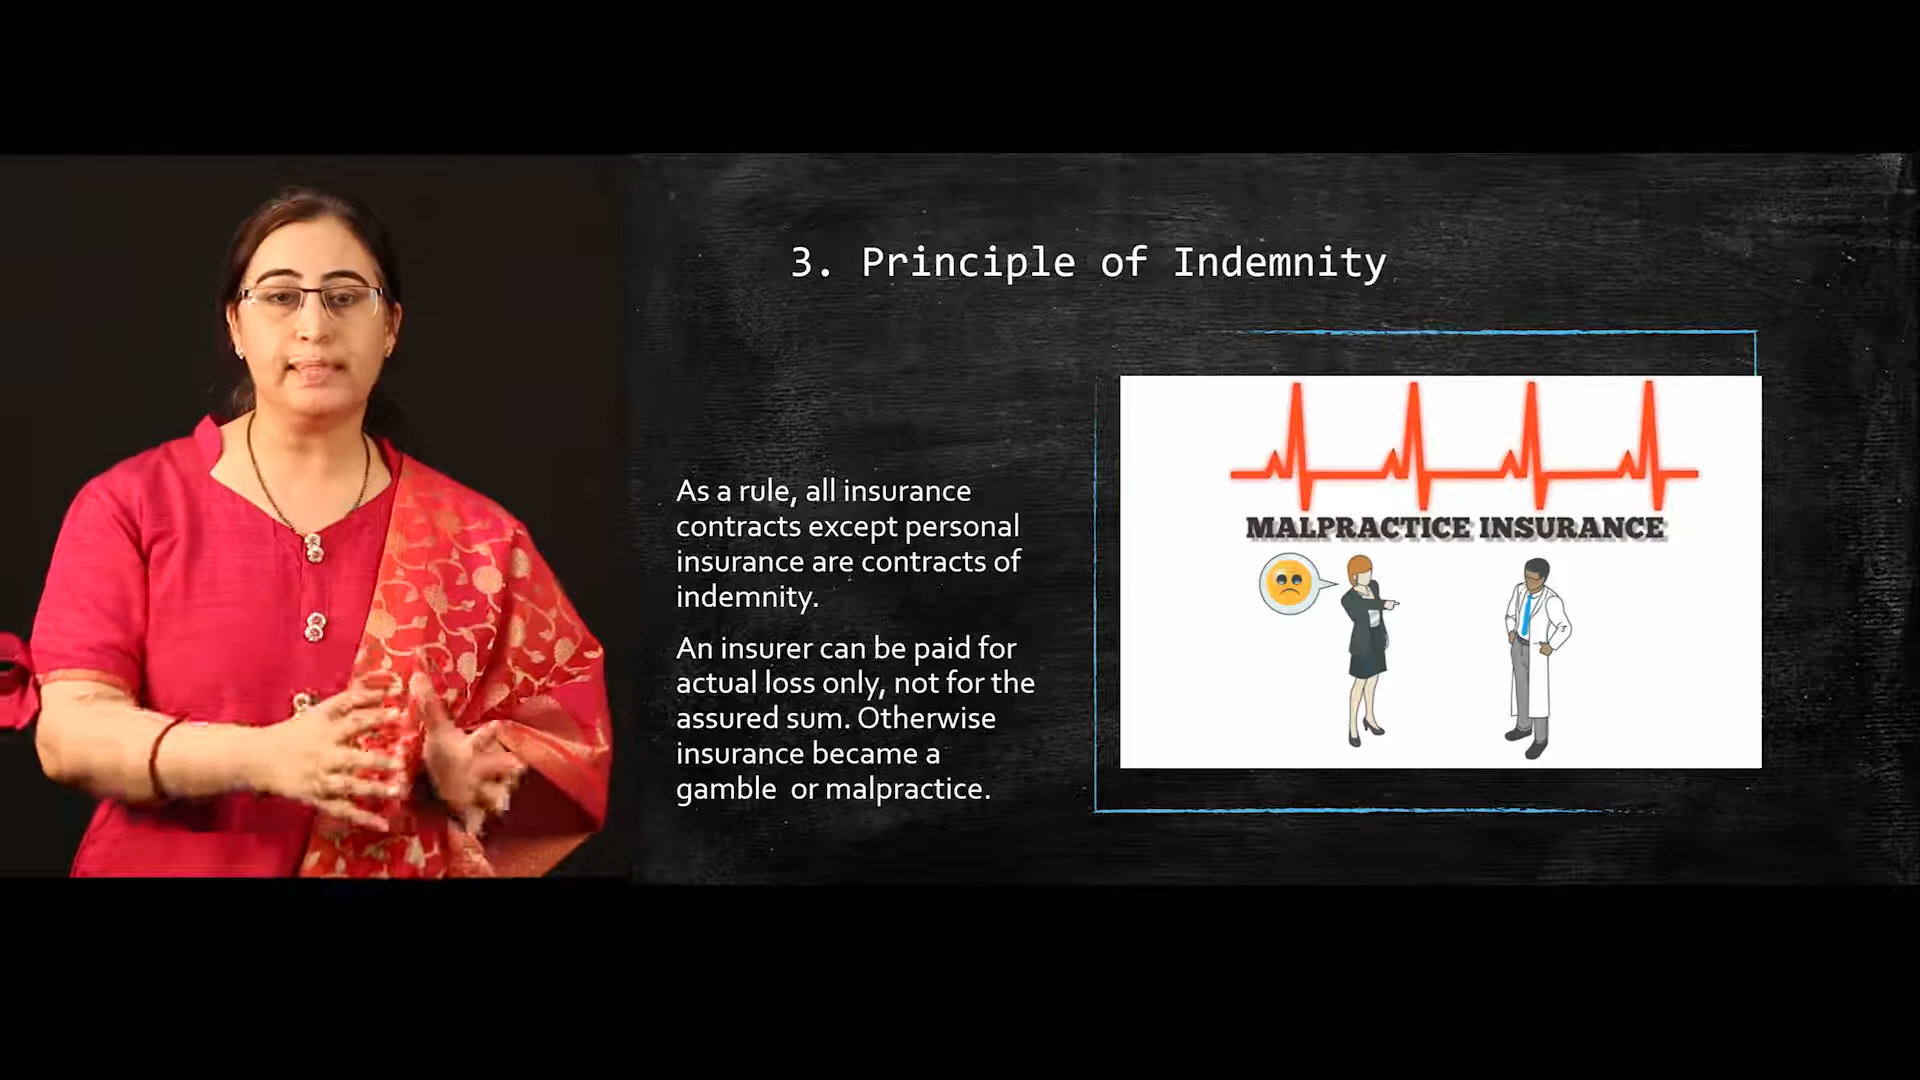 3. Principle of Indemnity
As a rule, all insurance
contracts except personal
insurance are contracts of
indemnity.
An insurer can be paid for
actual loss only, not for the
assured sum. Otherwise
insurance became a
gamble  or malpractice.
MALPRACTICE INSURANCE